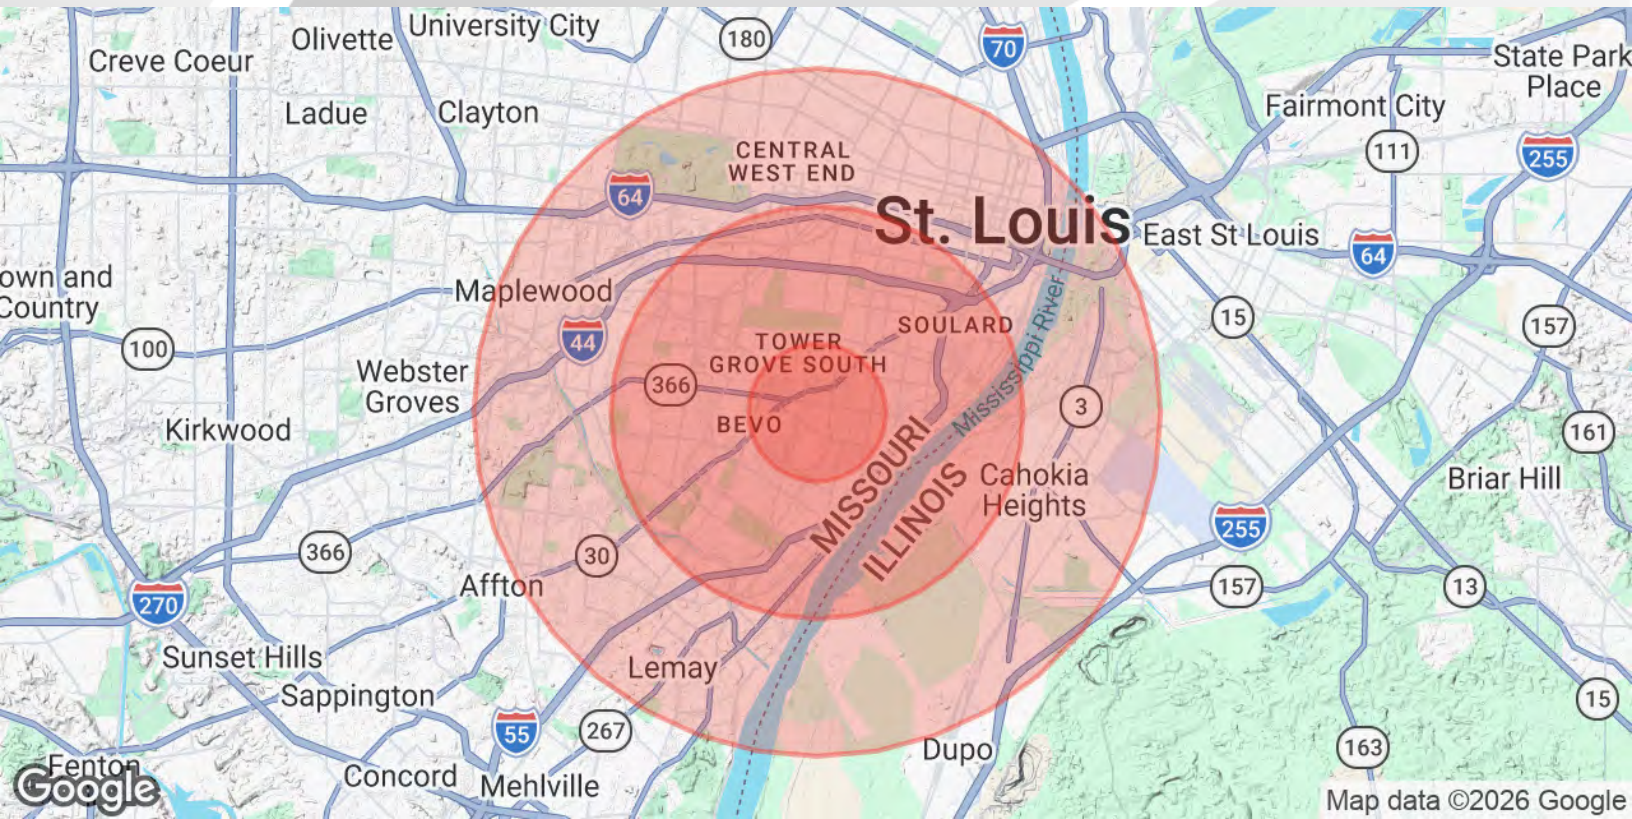 University City
Olivette
180
70
Creve Coeur
State Park
Place
Ladue
Clayton
Fairmont City
CENTRAL
WEST END
111
255
64
St. Louis
East St Louis
64
own and
Country
Maplewood
15
157
44
SOULARD
100
TOWER
GROVE SOUTH
Mississippi River
Webster
Groves
366
3
Kirkwood
BEVO
161
MISSOURI
ILLINOIS
Cahokia
Heights
Briar Hill
255
366
30
Affton
157
13
270
Sunset Hills
Lemay
Sappington
15
55
267
Dupo
163
Fenton
Concord
Mehlville
Google
Map data ©2026 Google